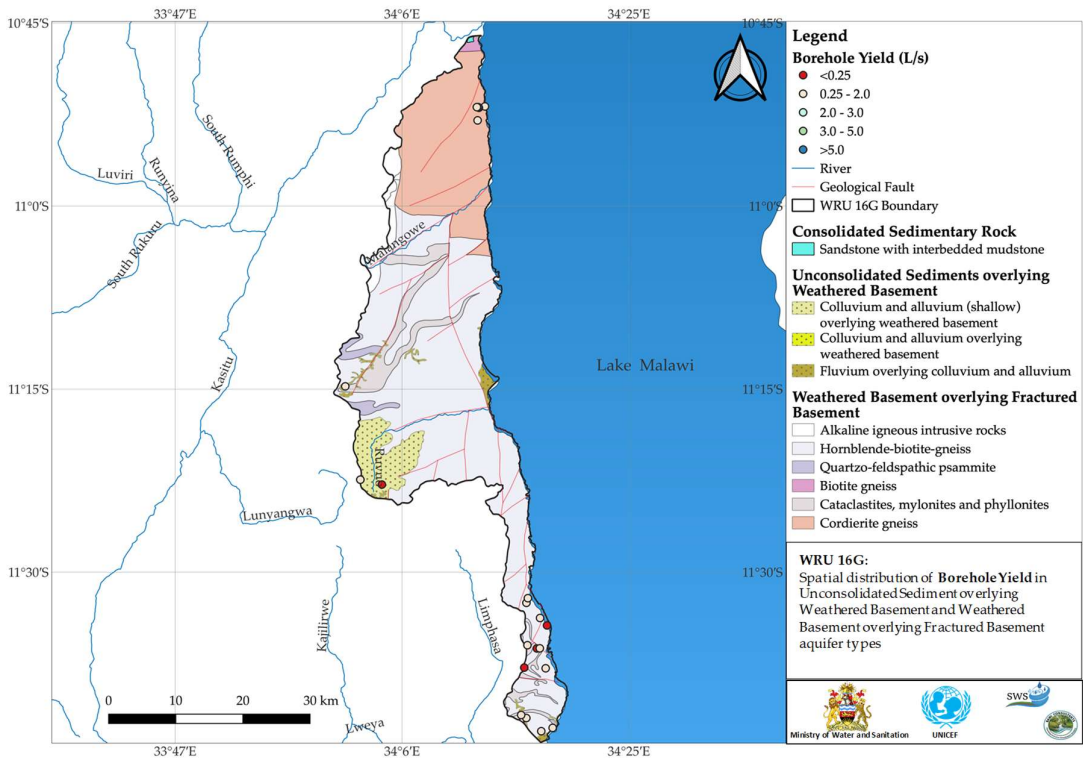 33°47'E
34°6'E
34°25'E
10°45'S
10°45'S
South Rumphi
Runyina
Luviri
11°0'S
11°0'S
South Rukuru
Malangowe
Kasitu
Lake Malawi
11°15'S
11°15'S
Lunyangwa
11°30'S
11°30'S
Kajilirwe
Limphasa
0 10 20 30 km
Lweya
33°47'E
34°6'E
34°25'E
Legend
Borehole Yield (L/s)
<0.25
0.25 - 2.0
2.0 - 3.0
3.0 - 5.0
>5.0
River
Geological Fault
WRU 16G Boundary
Consolidated Sedimentary Rock
Sandstone with interbedded mudstone
Unconsolidated Sediments overlying
Weathered Basement
Colluvium and alluvium (shallow)
overlying weathered basement
Colluvium and alluvium overlying
weathered basement
Fluvium overlying colluvium and alluvium
Weathered Basement overlying Fractured
Basement
Alkaline igneous intrusive rocks
Hornblende-biotite-gneiss
Quartzo-feldspathic psammite
Biotite gneiss
Cataclastites, mylonites and phyllonites
Cordierite gneiss
WRU 16G:
Spatial distribution of Borehole Yield in
Unconsolidated Sediment overlying
Weathered Basement and Weathered
Basement overlying Fractured Basement
aquifer types
Ministry of Water and Sanitation
UNICEF
SWS